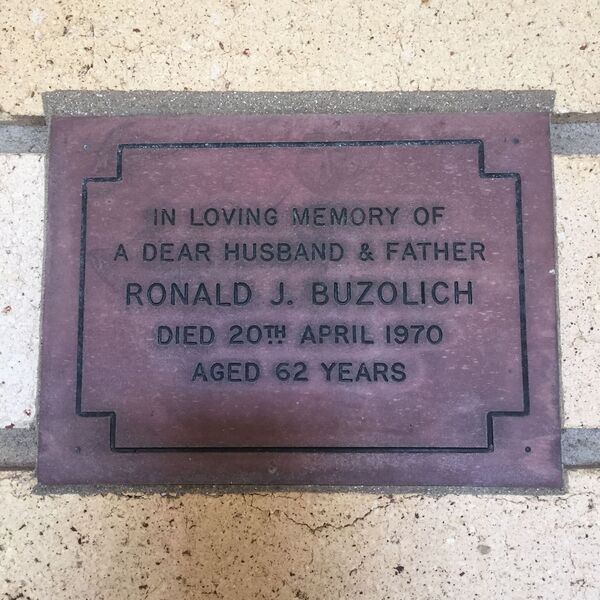 IN LOVING MEMORY OF
A DEAR HUSBAND & FATHER
RONALD J. BUZOLICH
DIED 20TH APRIL 1970
AGED 62 YEARS